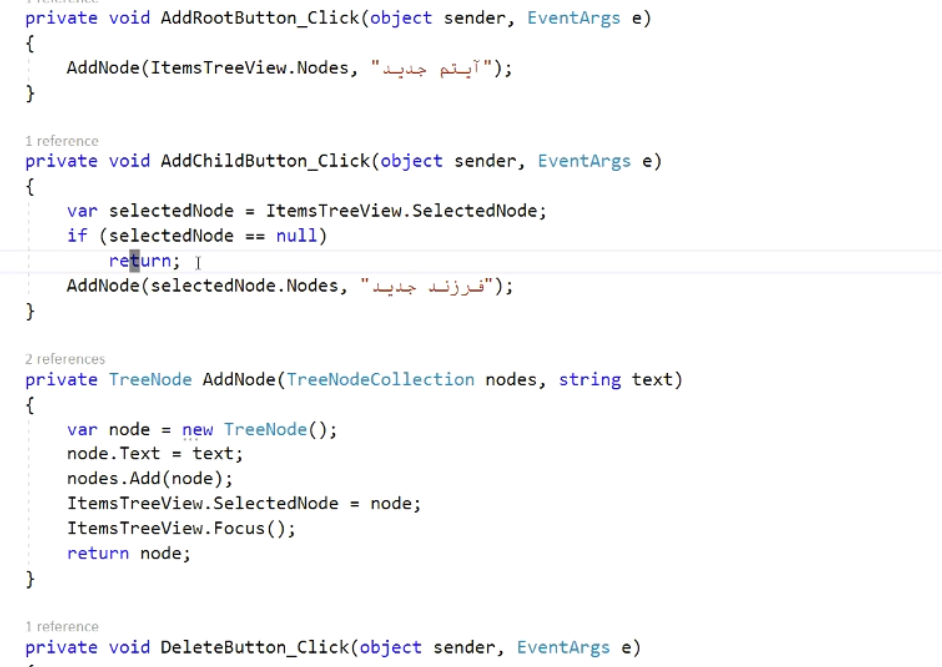 private void AddRootButton_Click(object sender, EventArgs e)
{
AddNode(ItemsTreeView.Nodes, "آیتم جدید");
}
1 reference
private void AddChildButton_Click(object sender, EventArgs e)
{
var selectedNode = ItemsTreeView.SelectedNode;
if (selectedNode == null)
return;
AddNode(selectedNode.Nodes, "فرزند جدید");
}
2 references
private TreeNode AddNode(TreeNodeCollection nodes, string text)
{
var node = new TreeNode();
node.Text = text;
nodes.Add(node);
ItemsTreeView.SelectedNode = node;
ItemsTreeView.Focus();
return node;
}
1 reference
private void DeleteButton_Click(object sender, EventArgs e)